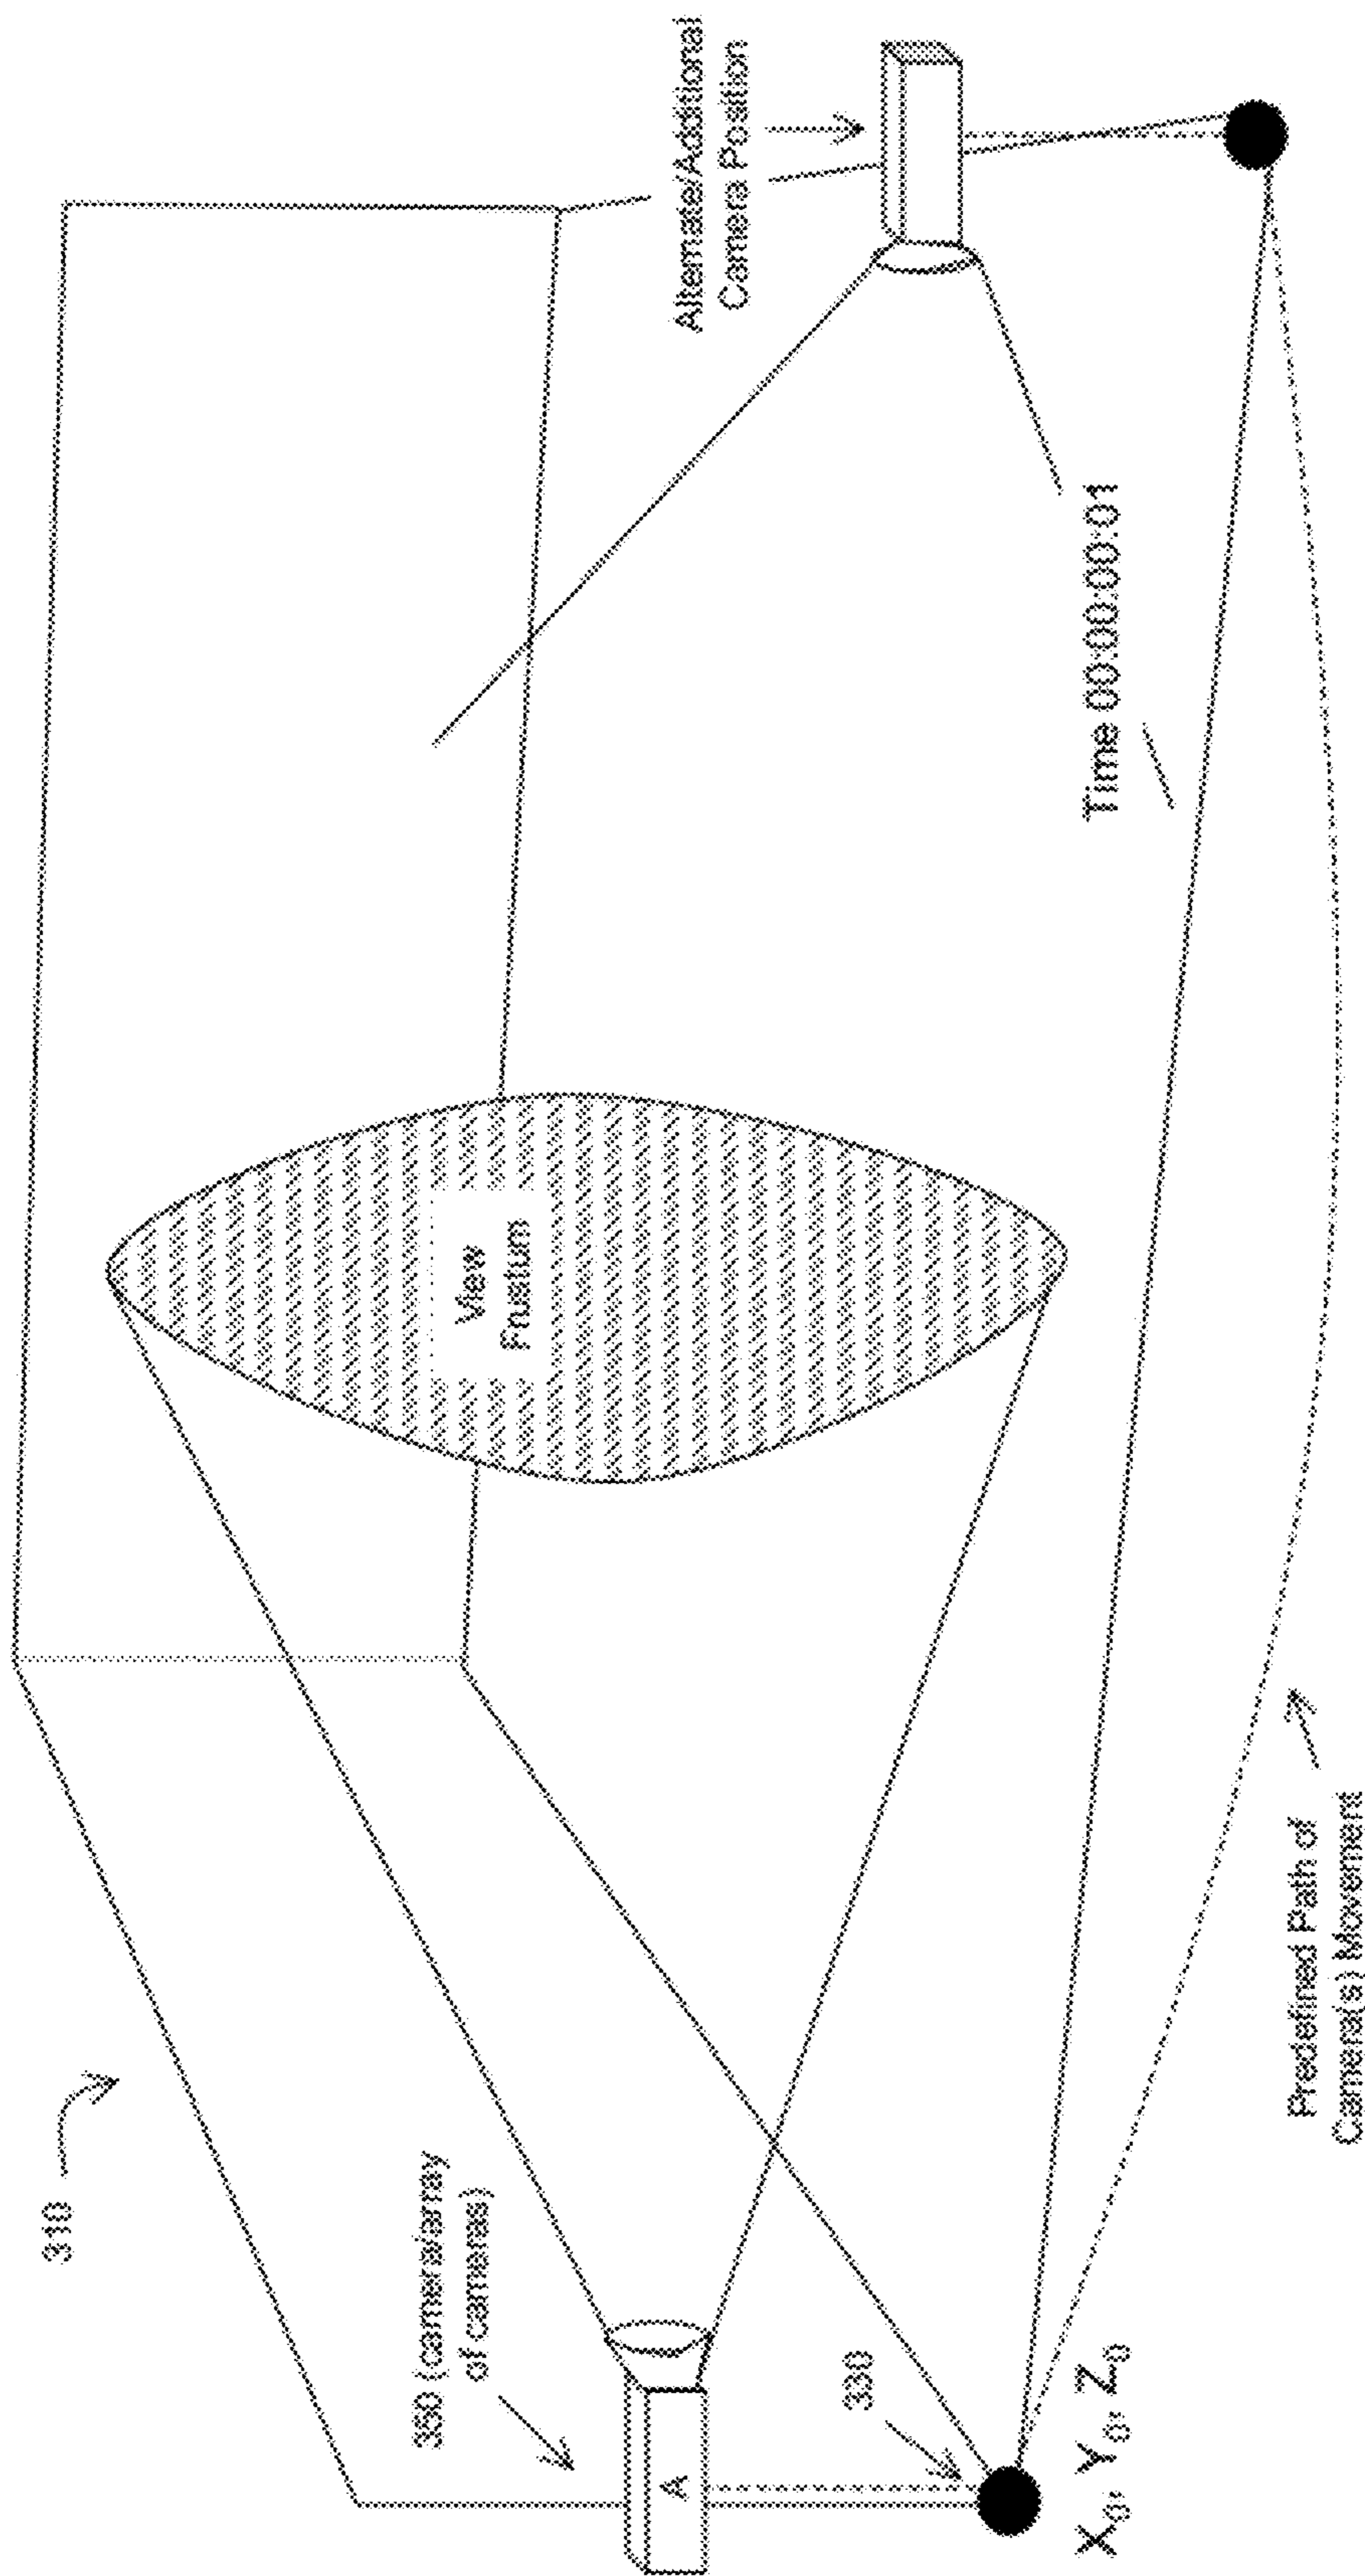 310
350 (camera/array
of cameras)
A
330
X₀, Y₀, Z₀
View
Frustum
Predefined Path of
Camera(s) Movement
Time 00:00:00:01
Alternate/Additional
Camera Position